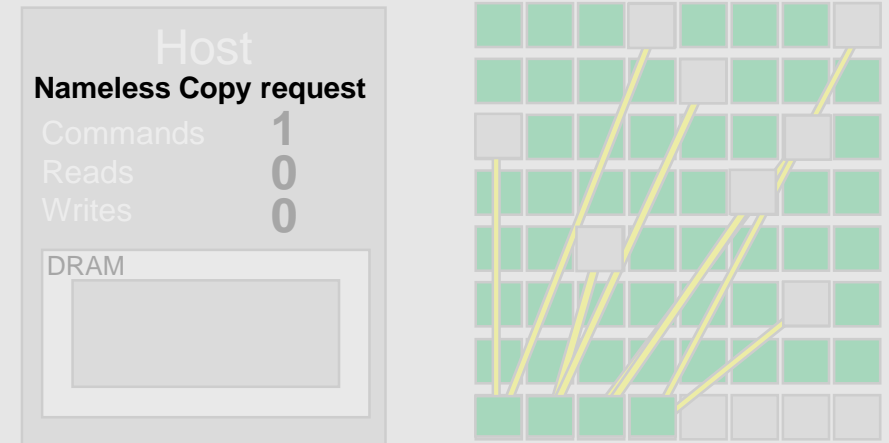 Host
Nameless Copy request
Commands 1
Reads 0
Writes 0
DRAM